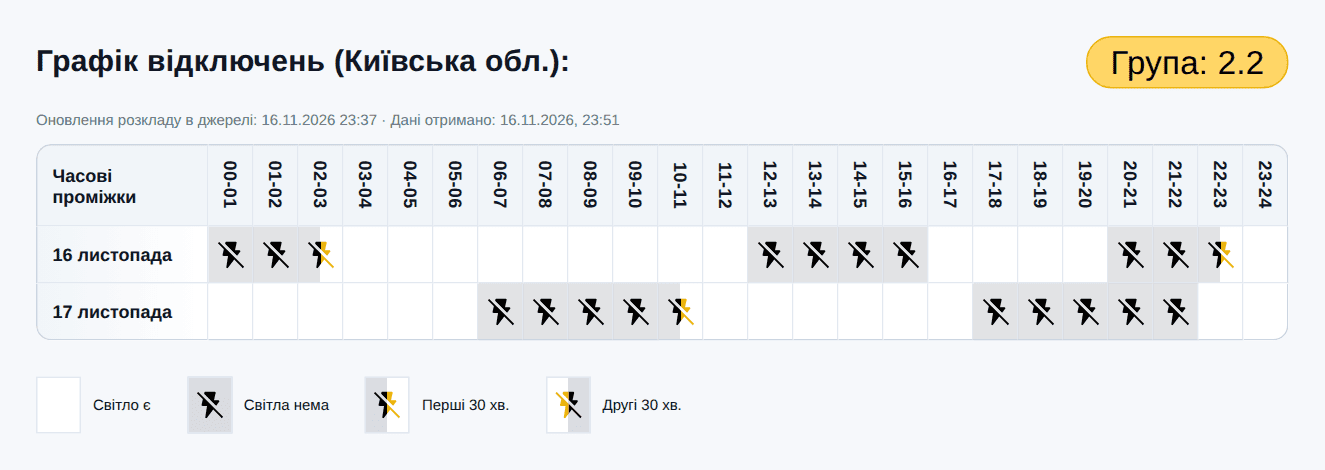 Графік відключень (Київська обл.):
Група: 2.2
Оновлення розкладу в джерелі: 16.11.2026 23:37 · Дані отримано: 16.11.2026, 23:51
Часові
проміжки
00-01 01-02 02-03 03-04 04-05 05-06 06-07 07-08 08-09 09-10 10-11 11-12 12-13 13-14 14-15 15-16 16-17 17-18 18-19 19-20 20-21 21-22 22-23 23-24
16 листопада
17 листопада
Світло є Світла нема Перші 30 хв. Другі 30 хв.